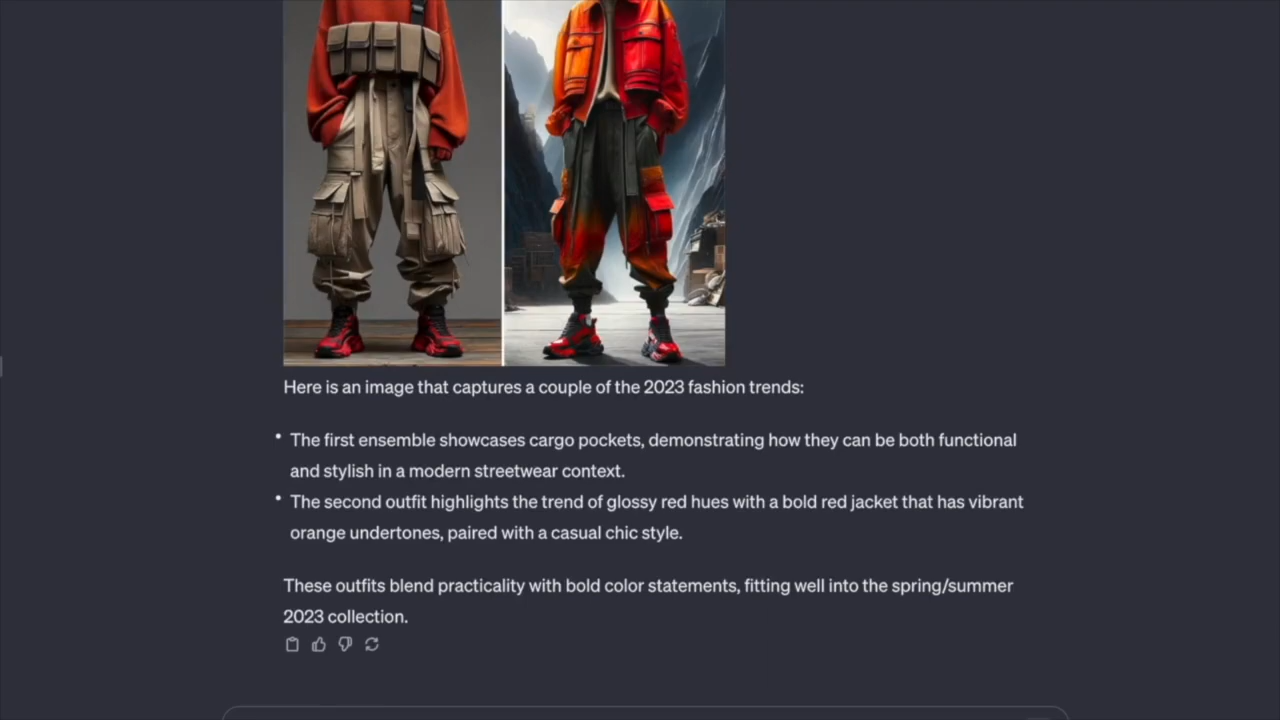 Here is an image that captures a couple of the 2023 fashion trends:
• The first ensemble showcases cargo pockets, demonstrating how they can be both functional
and stylish in a modern streetwear context.
• The second outfit highlights the trend of glossy red hues with a bold red jacket that has vibrant
orange undertones, paired with a casual chic style.
These outfits blend practicality with bold color statements, fitting well into the spring/summer
2023 collection.